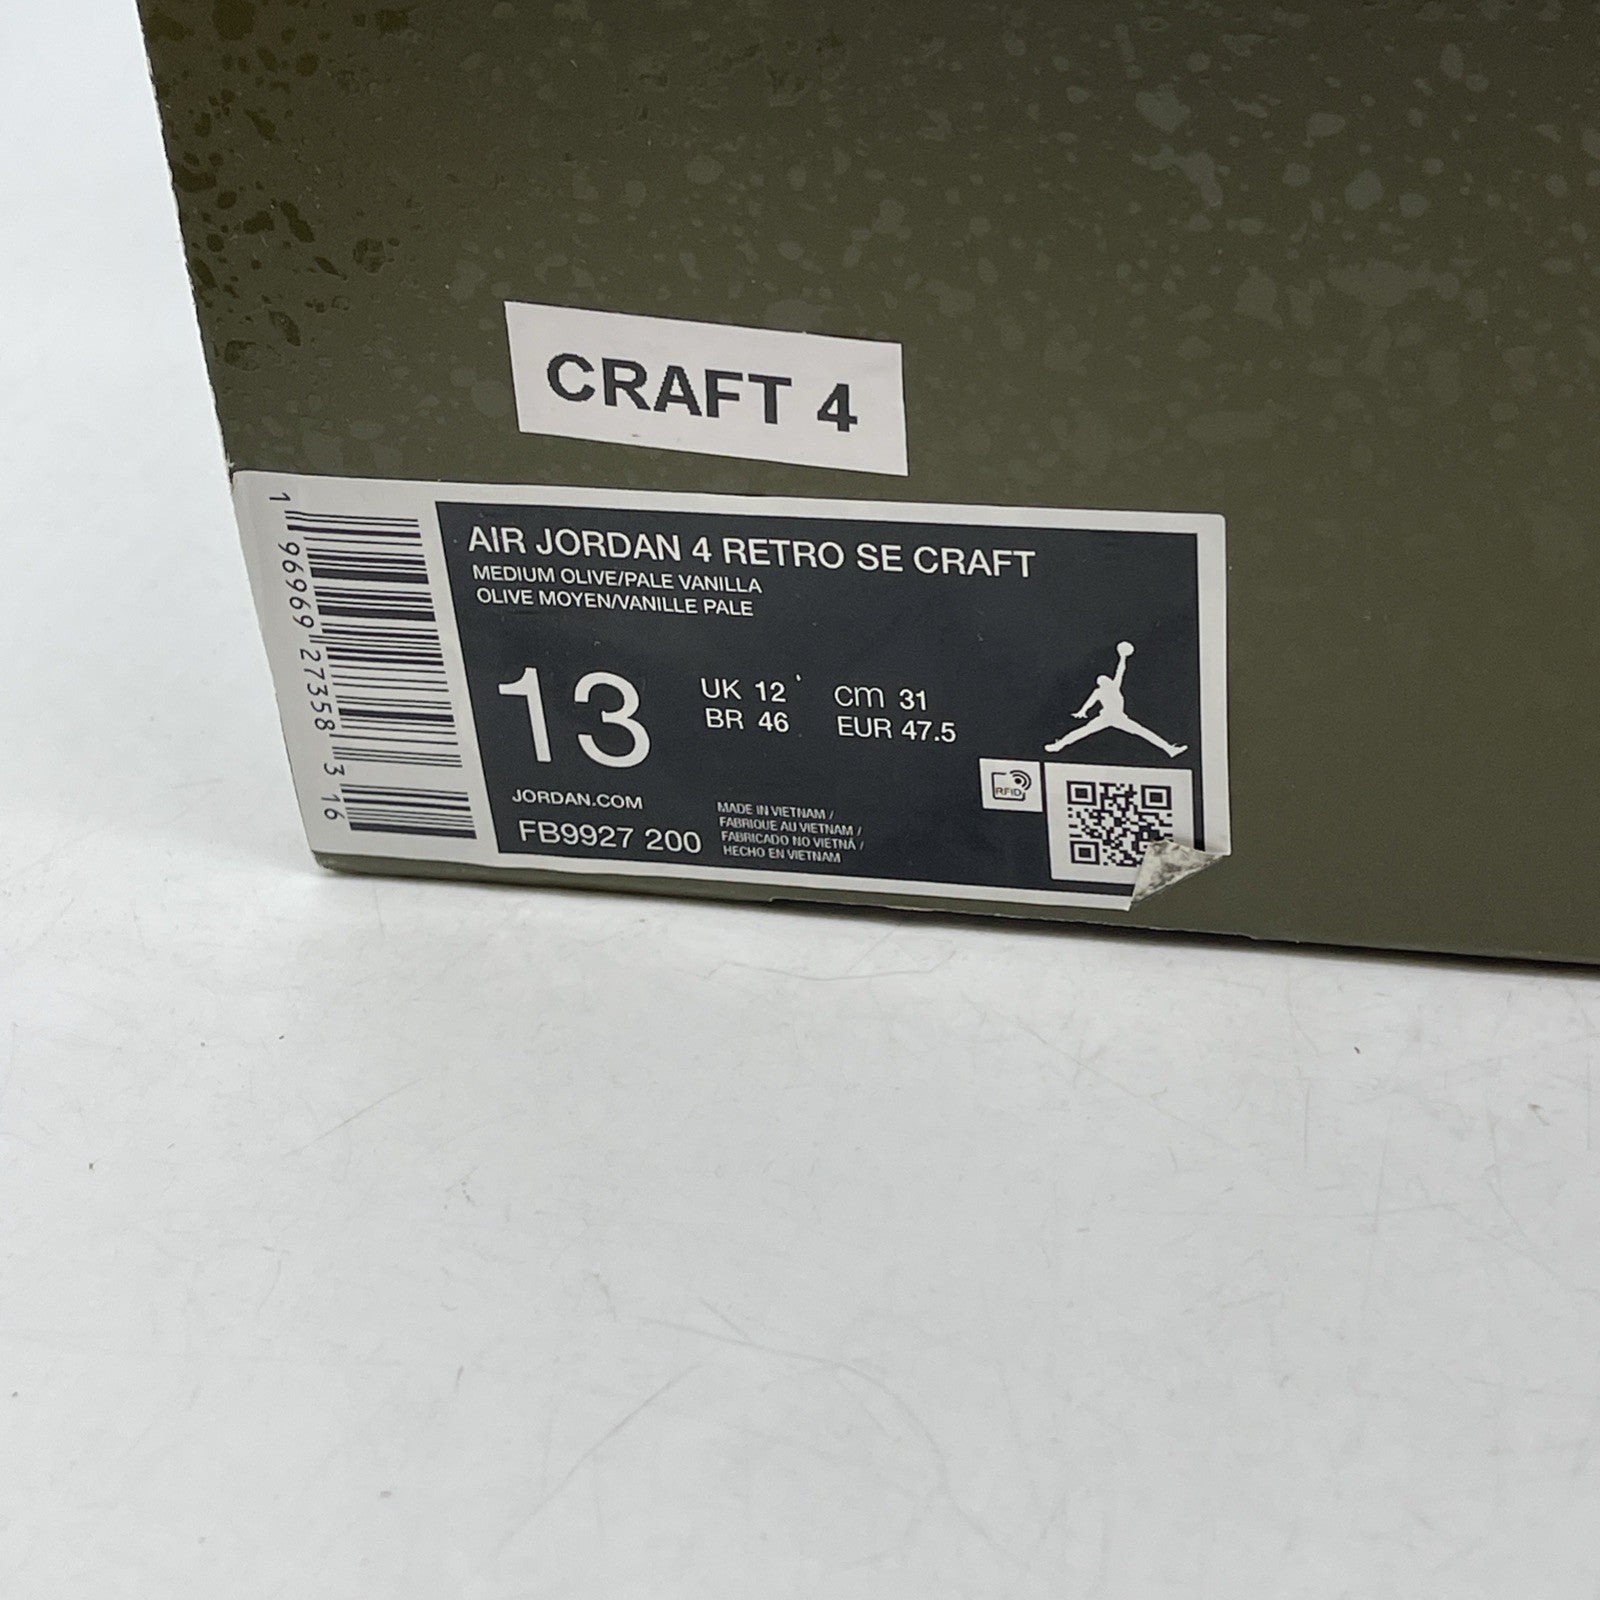 CRAFT 4
AIR JORDAN 4 RETRO SE CRAFT
MEDIUM OLIVE/PALE VANILLA
OLIVE MOYEN/VANILLE PALE
13
UK 12 cm 31
BR 46 EUR 47.5
RFID
JORDAN.COM
FB9927 200
MADE IN VIETNAM /
FABRIQUE AU VIETNAM /
FABRICADO NO VIETNÃ /
HECHO EN VIETNAM
1 96969 27358 3 16